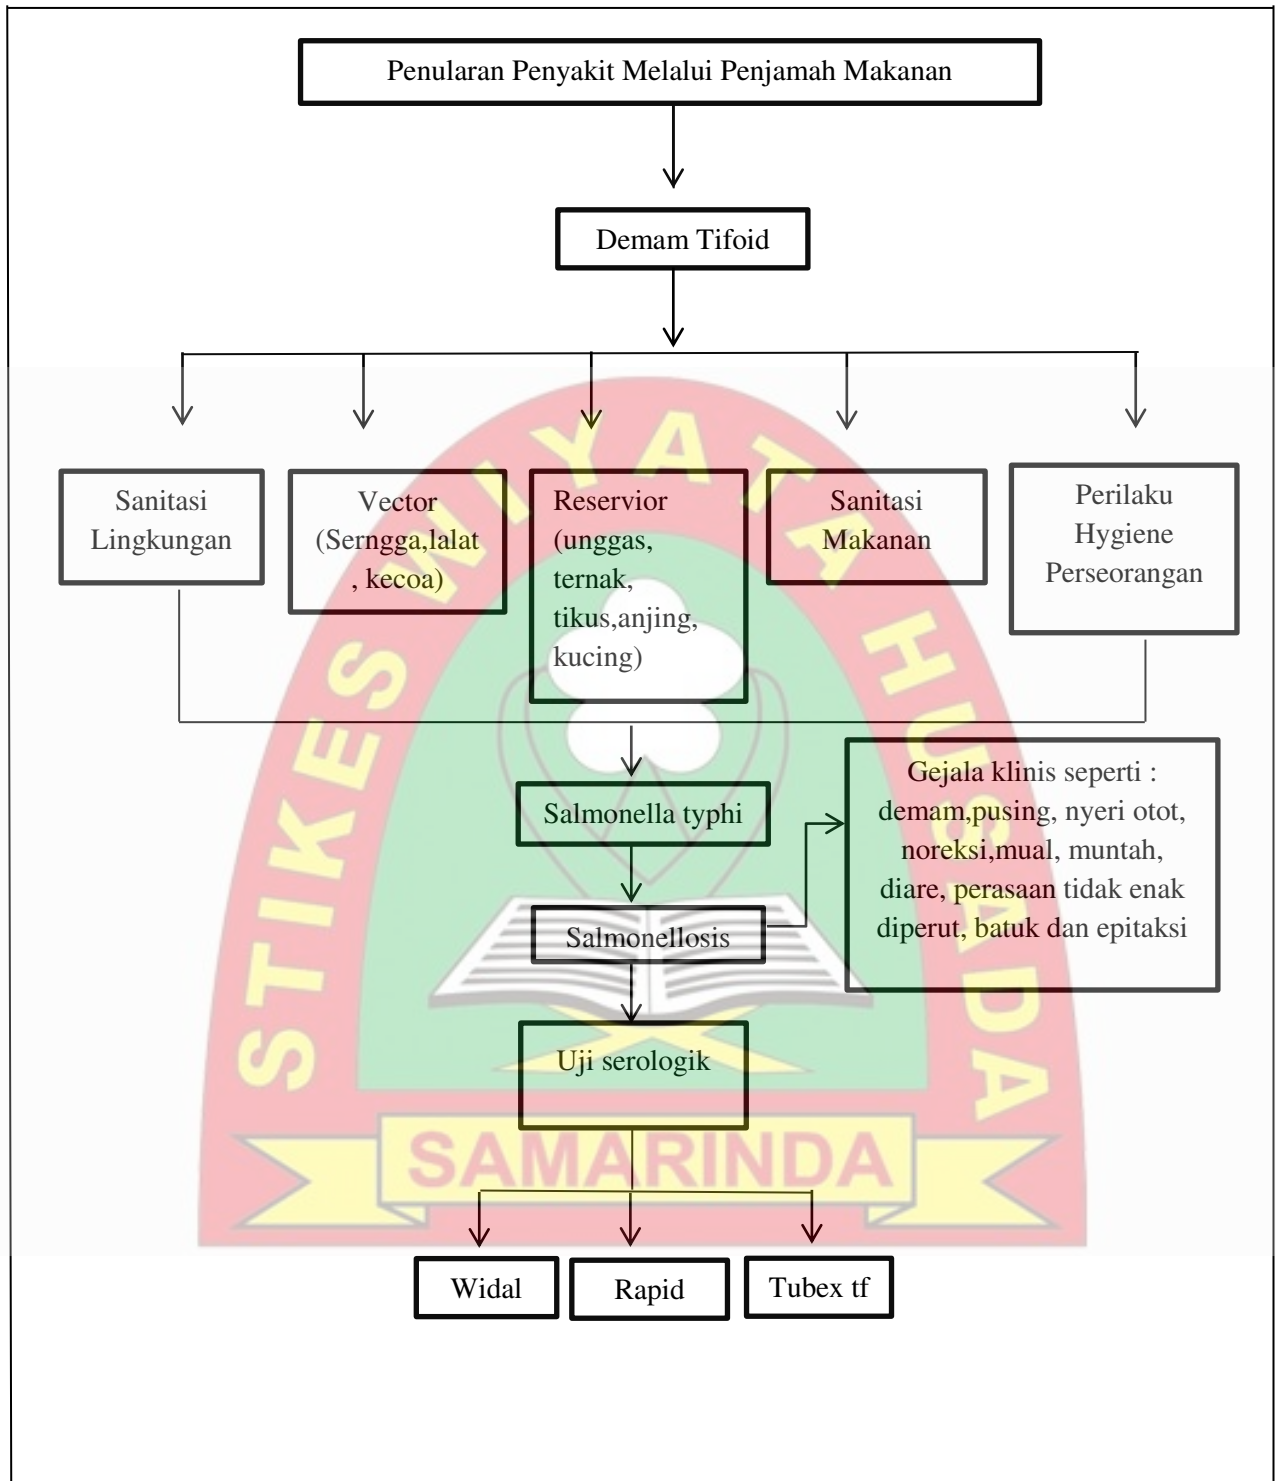 Penularan Penyakit Melalui Penjamah Makanan
Demam Tifoid
Sanitasi
Lingkungan
Vector
(Serngga,lalat
, kecoa)
Reservior
(unggas,
ternak,
tikus,anjing,
kucing)
Sanitasi
Makanan
Perilaku
Hygiene
Perseorangan
Salmonella typhi
Gejala klinis seperti :
demam,pusing, nyeri otot,
noreksi,mual, muntah,
diare, perasaan tidak enak
diperut, batuk dan epitaksi
Salmonellosis
Uji serologik
Widal
Rapid
Tubex tf
STIKES WIYATA HUSADA
SAMARINDA